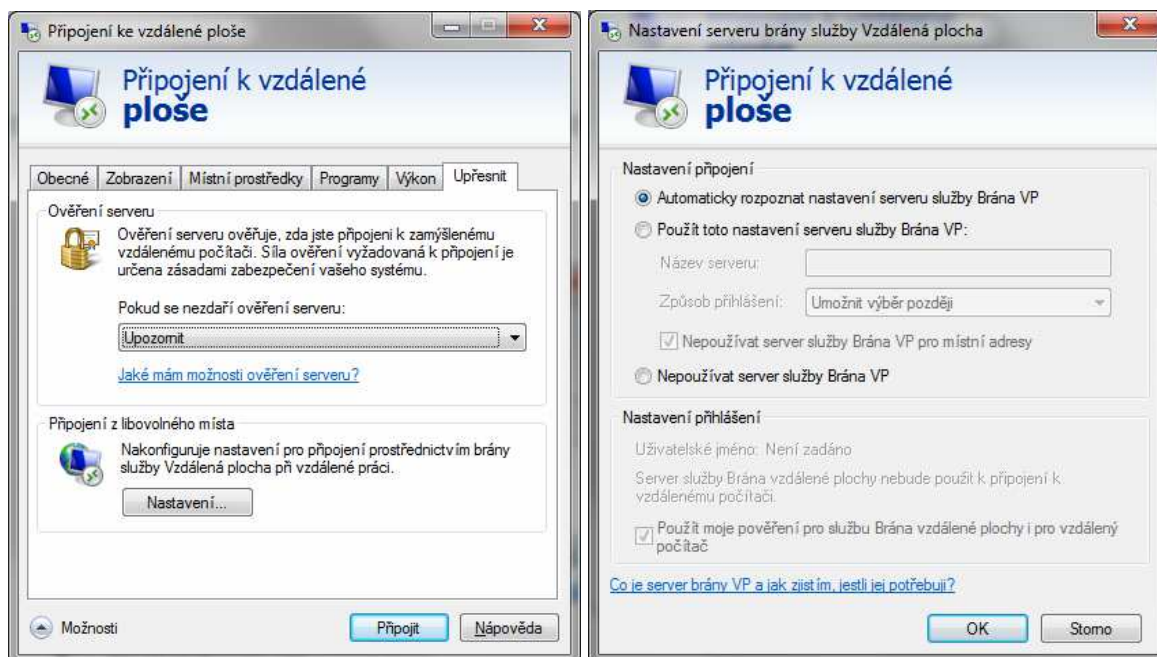 Připojení ke vzdálené ploše
Připojení k vzdálené
ploše
Obecné Zobrazení Místní prostředky Programy Výkon Upřesnit
Ověření serveru
Ověření serveru ověřuje, zda jste připojeni k zamýšlenému
vzdálenému počítači. Síla ověření vyžadovaná k připojení je
určena zásadami zabezpečení vašeho systému.
Pokud se nezdaří ověření serveru:
Upozornit
Jaké mám možnosti ověření serveru?
Připojení z libovolného místa
Nakonfiguruje nastavení pro připojení prostřednictvím brány
služby Vzdálená plocha při vzdálené práci.
Nastavení...
Možnosti
Připojit
Nápověda
Nastavení serveru brány služby Vzdálená plocha
Připojení k vzdálené
ploše
Nastavení připojení
Automaticky rozpoznat nastavení serveru služby Brána VP
Použít toto nastavení serveru služby Brána VP:
Název serveru:
Způsob přihlášení: Umožnit výběr později
Nepoužívat server služby Brána VP pro místní adresy
Nepoužívat server služby Brána VP
Nastavení přihlášení
Uživatelské jméno: Není zadáno
Server služby Brána vzdálené plochy nebude použit k připojení k
vzdálenému počítači.
Použít moje pověření pro službu Brána vzdálené plochy i pro vzdálený
počítač
Co je server brány VP a jak zjistím, jestli jej potřebuji?
OK
Storno